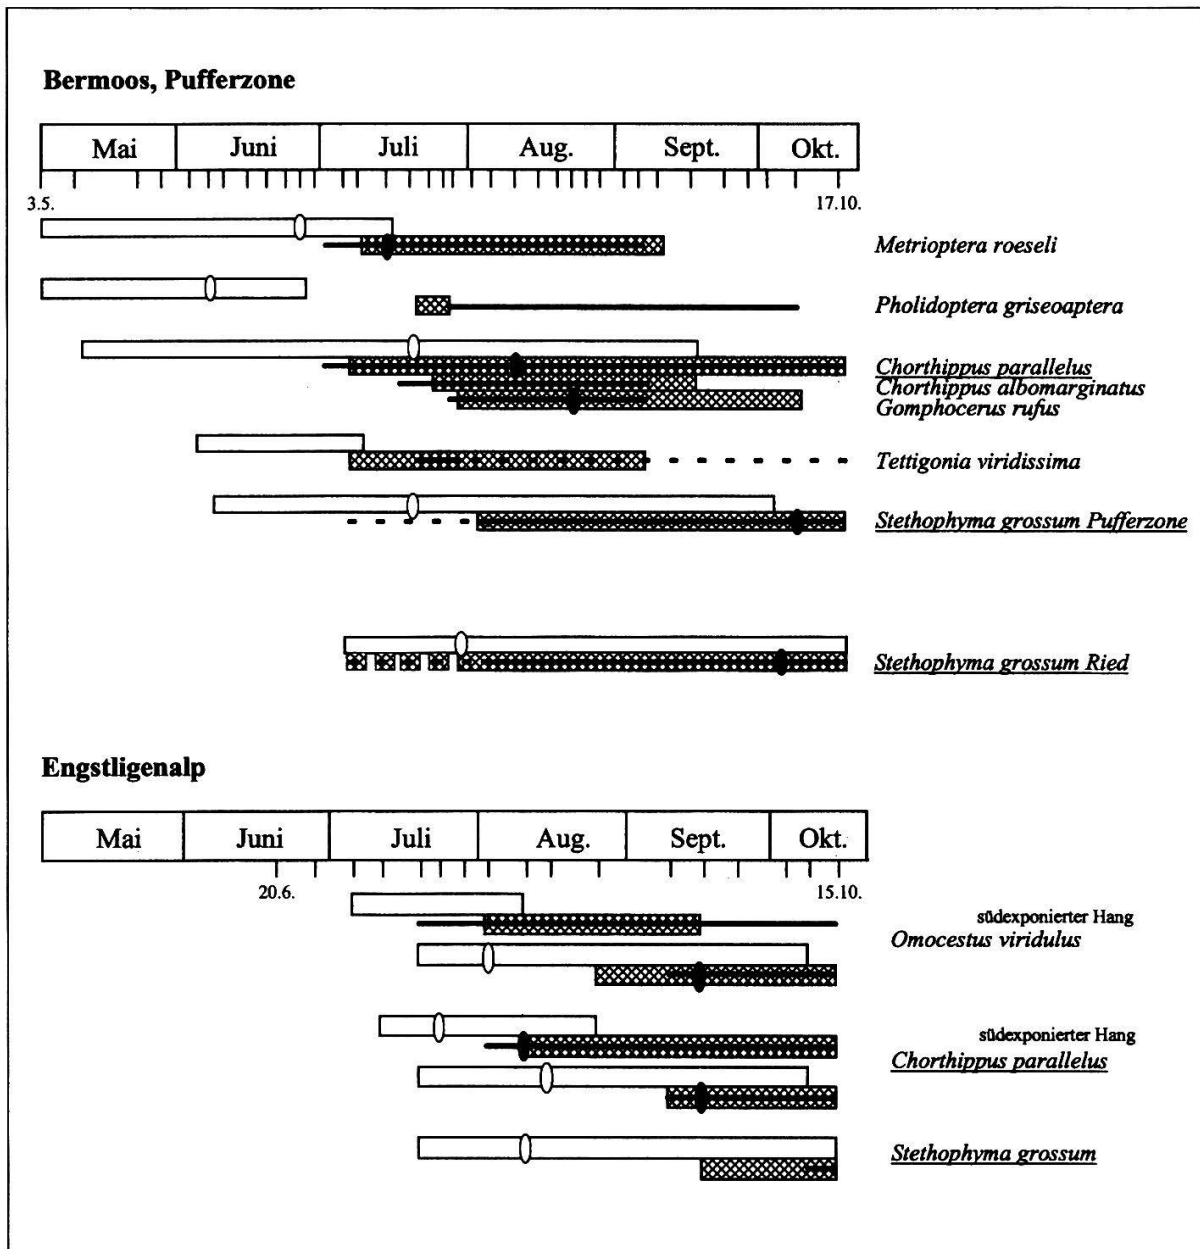 Bermoos, Pufferzone
Mai Juni Juli Aug. Sept. Okt.
3.5. 17.10.
Metrioptera roeseli
Pholidoptera griseoaptera
Chorthippus parallelus
Chorthippus albomarginatus
Gomphocerus rufus
Tettigonia viridissima
Stethophyma grossum Pufferzone
Stethophyma grossum Ried
Engstligenalp
Mai Juni Juli Aug. Sept. Okt.
20.6. 15.10.
südexponierter Hang
Omocestus viridulus
südexponierter Hang
Chorthippus parallelus
Stethophyma grossum